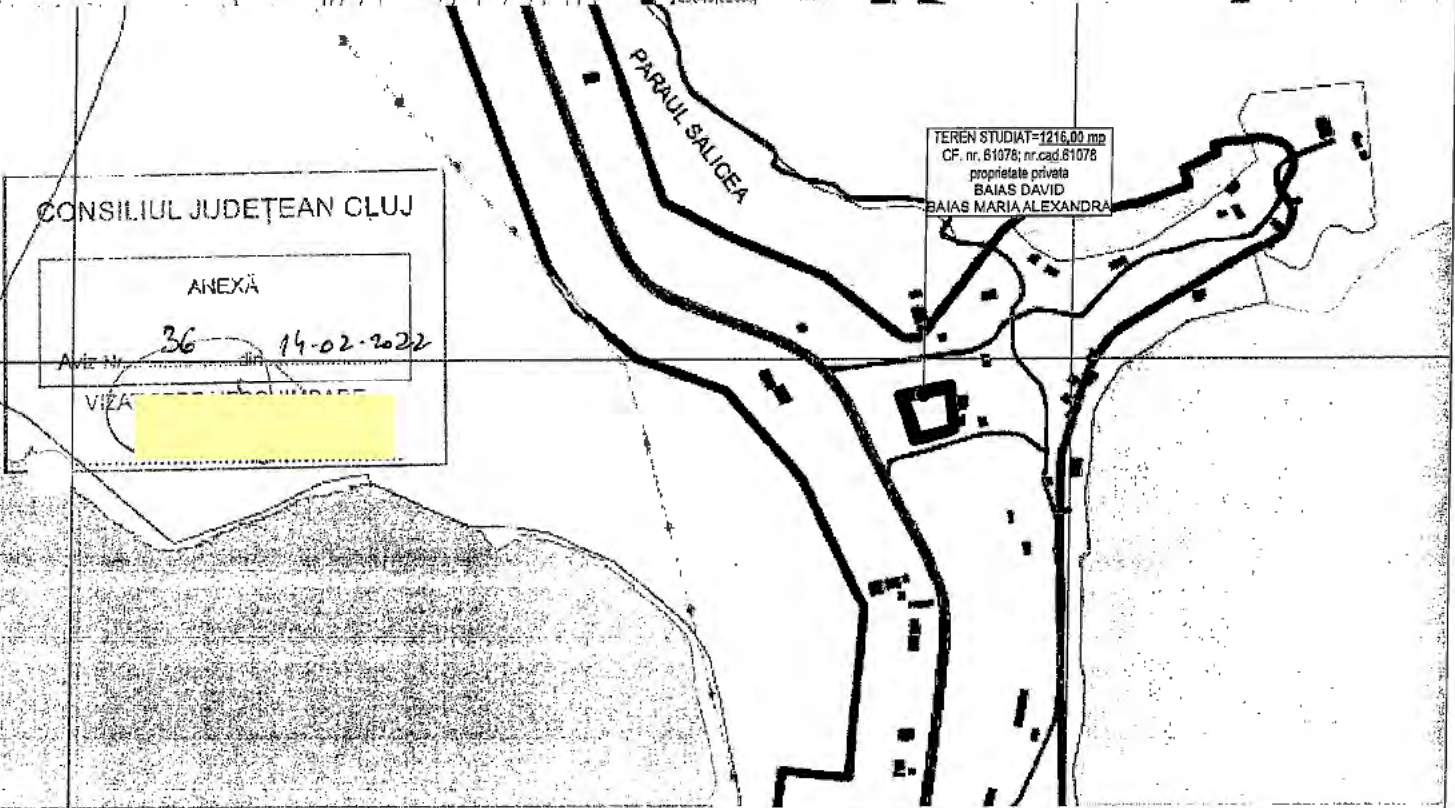 CONSILIUL JUDEȚEAN CLUJ
ANEXĂ
Aviz Nr. 36 din 14-02-2022
PARAUL SALICEA
TEREN STUDIAT=1216,00 mp
CF. nr. 61078; nr.cad.61078
proprietate privata
BAIAS DAVID
BAIAS MARIA ALEXANDRA